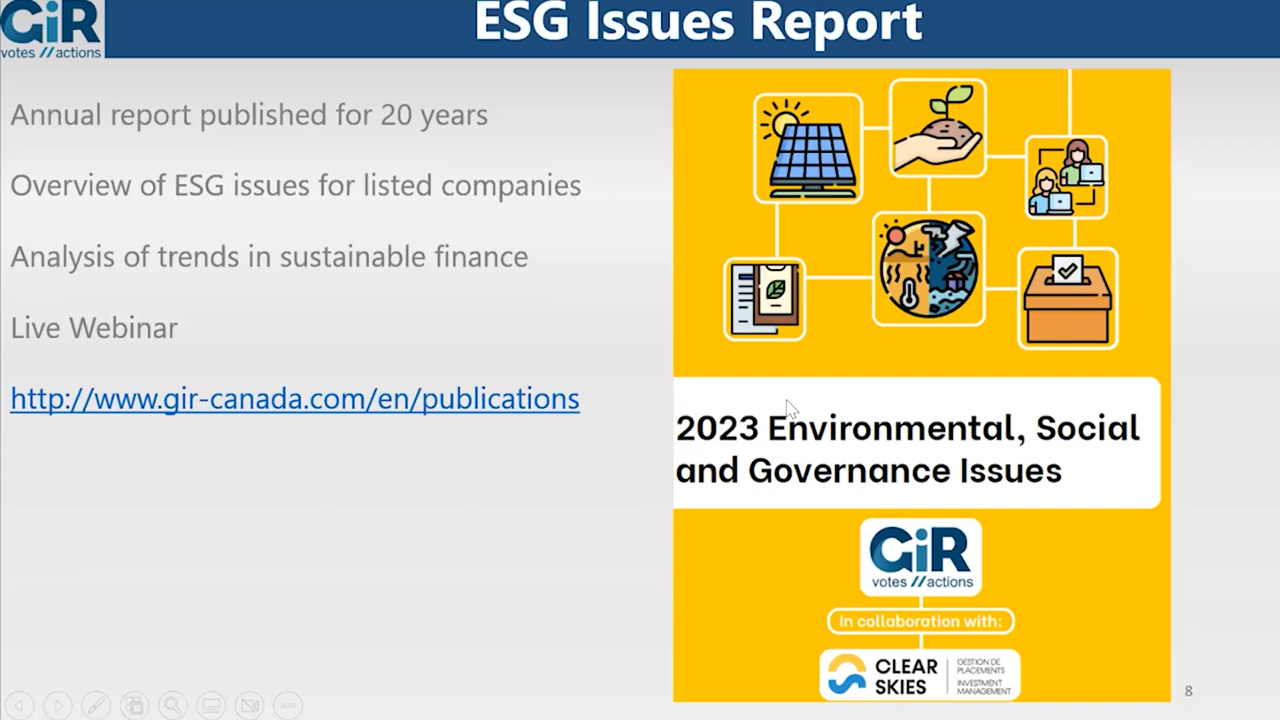 GiR
votes // actions
ESG Issues Report
Annual report published for 20 years
Overview of ESG issues for listed companies
Analysis of trends in sustainable finance
Live Webinar
http://www.gir-canada.com/en/publications
2023 Environmental, Social
and Governance Issues
GiR
votes // actions
In collaboration with:
CLEAR
SKIES
GESTION DE
PLACEMENTS
INVESTMENT
MANAGEMENT
8